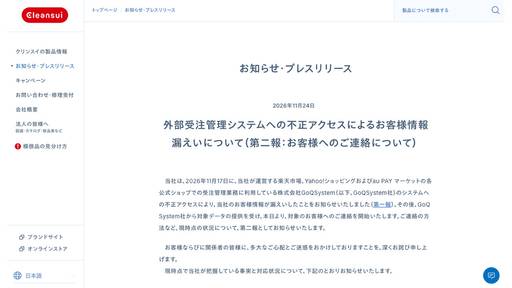 Cleansui
トップページ
お知らせ・プレスリリース
製品について検索する
クリンスイの製品情報
お知らせ・プレスリリース
キャンペーン
お問い合わせ・修理受付
会社概要
法人の皆様へ
設備・カタログ・部品表など
模倣品の見分け方
ブランドサイト
オンラインストア
日本語
お知らせ・プレスリリース
2026年11月24日
外部受注管理システムへの不正アクセスによるお客様情報
漏えいについて(第二報:お客様へのご連絡について)
当社は、2026年11月17日に、当社が運営する楽天市場、Yahoo!ショッピングおよびau PAY マーケットの各
公式ショップでの受注管理業務に利用している株式会社GoQSystem(以下、GoQSystem社)のシステムへ
の不正アクセスにより、当社のお客様情報が漏えいしたことをお知らせいたしました(第一報)。その後、GoQ
System社から対象データの提供を受け、本日より、対象のお客様へのご連絡を開始いたします。ご連絡の方
法など、現時点の状況について、第二報としてお知らせいたします。
お客様ならびに関係者の皆様に、多大なご心配とご迷惑をおかけしておりますことを、深くお詫び申し上
げます。
現時点で当社が把握している事実と対応状況について、下記のとおりお知らせいたします。